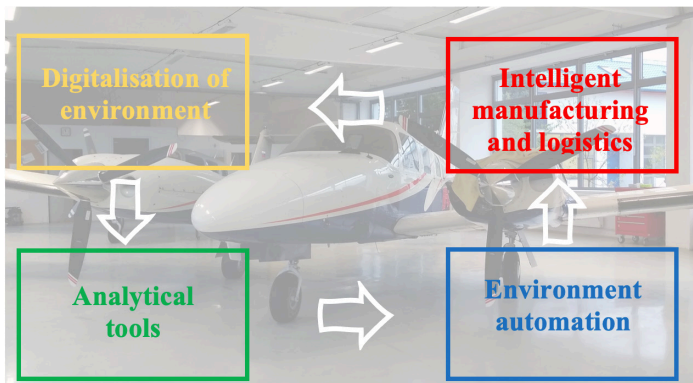 Digitalisation of
environment
Intelligent
manufacturing
and logistics
Analytical
tools
Environment
automation